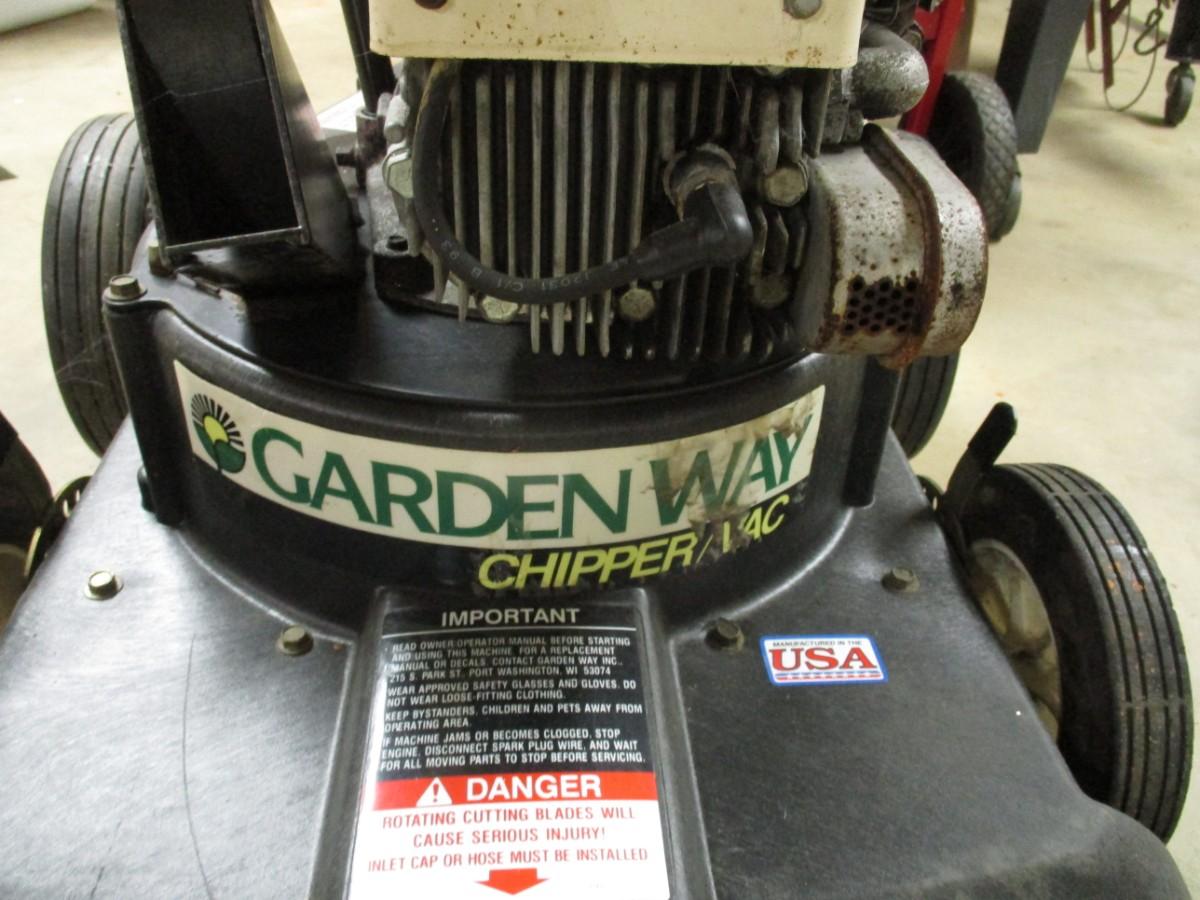 GARDEN WAY
CHIPPER/VAC
IMPORTANT
READ OWNER/OPERATOR MANUAL BEFORE STARTING
AND USING THIS MACHINE. FOR A REPLACEMENT
MANUAL OR DECALS, CONTACT GARDEN WAY INC.,
215 S. PARK ST. PORT WASHINGTON, WI 53074
WEAR APPROVED SAFETY GLASSES AND GLOVES. DO
NOT WEAR LOOSE-FITTING CLOTHING.
KEEP BYSTANDERS, CHILDREN AND PETS AWAY FROM
OPERATING AREA.
IF MACHINE JAMS OR BECOMES CLOGGED, STOP
ENGINE, DISCONNECT SPARK PLUG WIRE, AND WAIT
FOR ALL MOVING PARTS TO STOP BEFORE SERVICING.
DANGER
ROTATING CUTTING BLADES WILL
CAUSE SERIOUS INJURY!
INLET CAP OR HOSE MUST BE INSTALLED
MANUFACTURED IN THE
USA